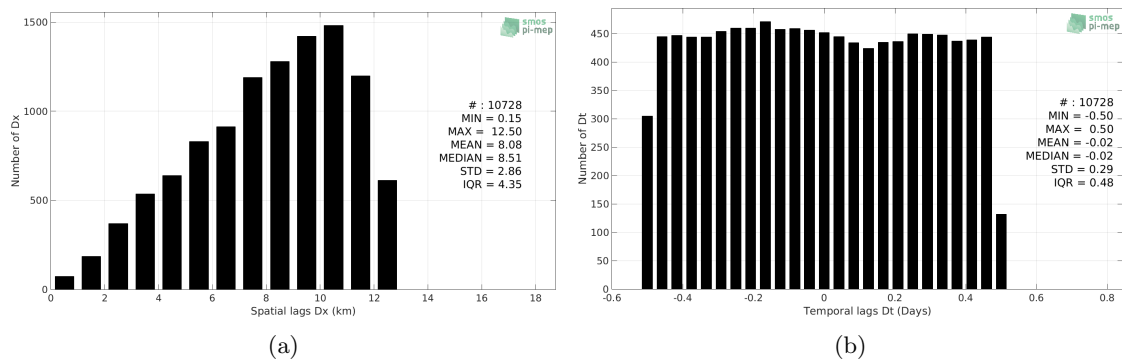 1500
1000
500
0
0 2 4 6 8 10 12 14 16 18
Number of Dx
Spatial lags Dx (km)
smos
pi-mep
# : 10728
MIN = 0.15
MAX = 12.50
MEAN = 8.08
MEDIAN = 8.51
STD = 2.86
IQR = 4.35
(a)
450
400
350
300
250
200
150
100
50
0
-0.6 -0.4 -0.2 0 0.2 0.4 0.6 0.8
Number of Dt
Temporal lags Dt (Days)
smos
pi-mep
# : 10728
MIN = -0.50
MAX = 0.50
MEAN = -0.02
MEDIAN = -0.02
STD = 0.29
IQR = 0.48
(b)